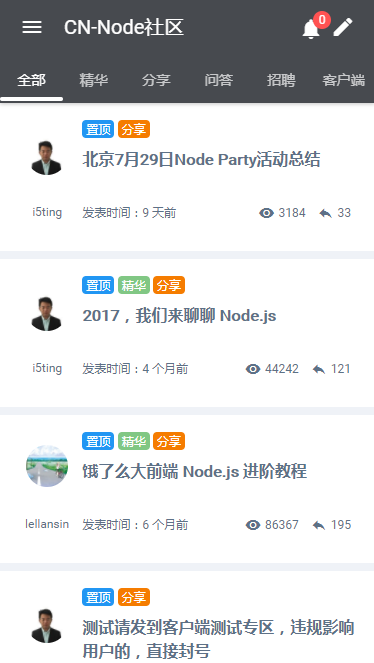 CN-Node社区
0
全部 精华 分享 问答 招聘 客户端
置顶 分享
北京7月29日Node Party活动总结
i5ting 发表时间：9 天前 3184 33
置顶 精华 分享
2017，我们来聊聊 Node.js
i5ting 发表时间：4 个月前 44242 121
置顶 精华 分享
饿了么大前端 Node.js 进阶教程
lellansin 发表时间：6 个月前 86367 195
置顶 分享
测试请发到客户端测试专区，违规影响
用户的，直接封号